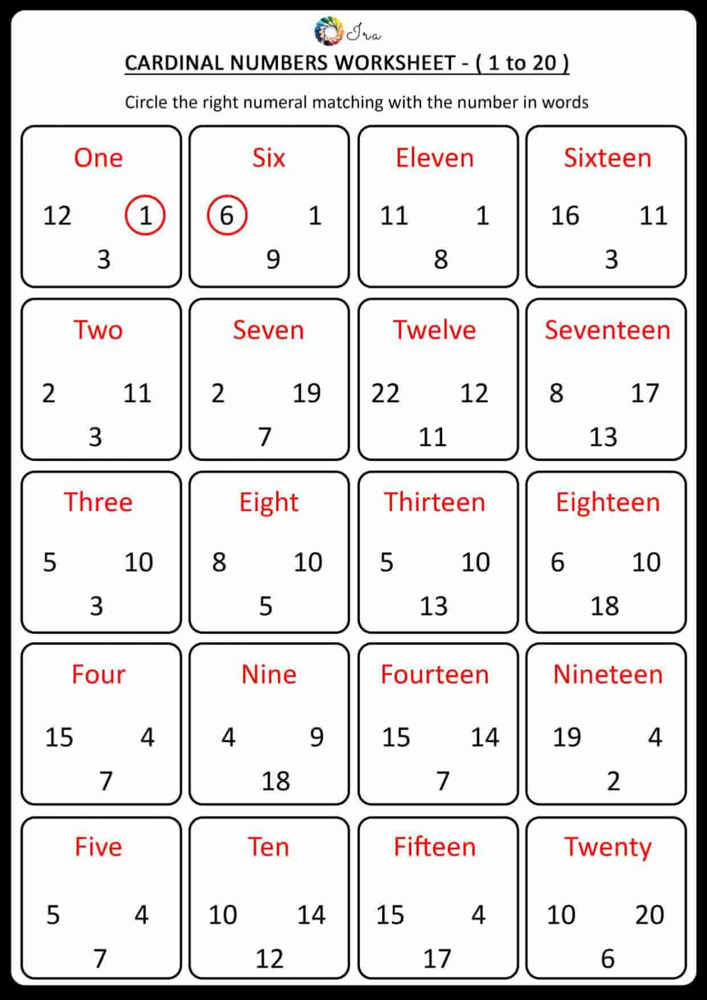 Ira
CARDINAL NUMBERS WORKSHEET - ( 1 to 20 )
Circle the right numeral matching with the number in words
One Six Eleven Sixteen
12 1 6 1 11 1 16 11
3 9 8 3
Two Seven Twelve Seventeen
2 11 2 19 22 12 8 17
3 7 11 13
Three Eight Thirteen Eighteen
5 10 8 10 5 10 6 10
3 5 13 18
Four Nine Fourteen Nineteen
15 4 4 9 15 14 19 4
7 18 7 2
Five Ten Fifteen Twenty
5 4 10 14 15 4 10 20
7 12 17 6